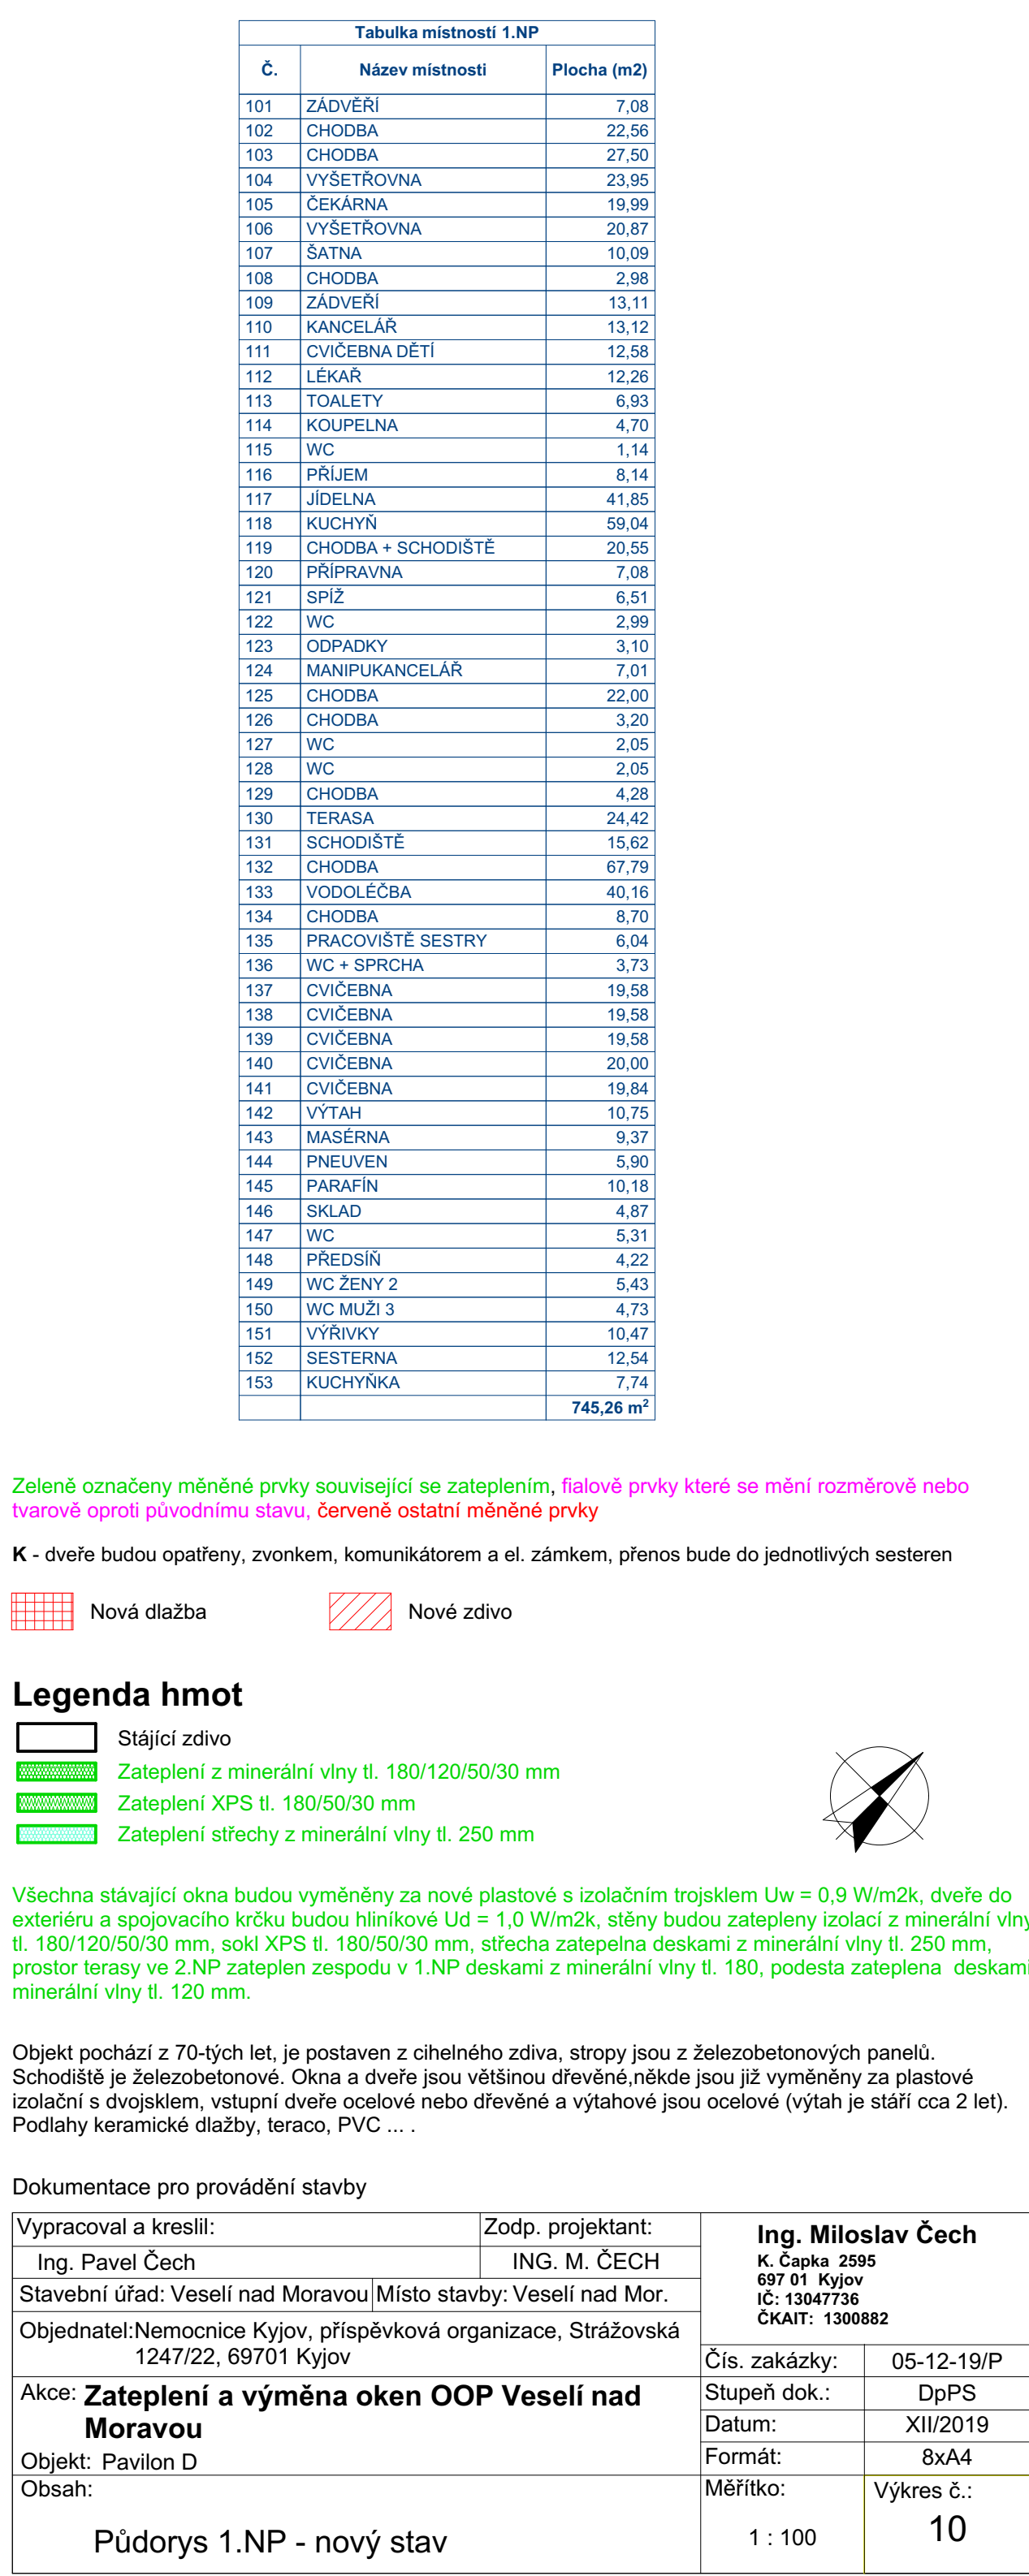 Tabulka místností 1.NP
Č. Název místnosti Plocha (m2)
101 ZÁDVĚŘÍ 7,08
102 CHODBA 22,56
103 CHODBA 27,50
104 VYŠETŘOVNA 23,95
105 ČEKÁRNA 19,99
106 VYŠETŘOVNA 20,87
107 ŠATNA 10,09
108 CHODBA 2,98
109 ZÁDVEŘÍ 13,11
110 KANCELÁŘ 13,12
111 CVIČEBNA DĚTÍ 12,58
112 LÉKAŘ 12,26
113 TOALETY 6,93
114 KOUPELNA 4,70
115 WC 1,14
116 PŘÍJEM 8,14
117 JÍDELNA 41,85
118 KUCHYŇ 59,04
119 CHODBA + SCHODIŠTĚ 20,55
120 PŘÍPRAVNA 7,08
121 SPÍŽ 6,51
122 WC 2,99
123 ODPADKY 3,10
124 MANIPUKANCELÁŘ 7,01
125 CHODBA 22,00
126 CHODBA 3,20
127 WC 2,05
128 WC 2,05
129 CHODBA 4,28
130 TERASA 24,42
131 SCHODIŠTĚ 15,62
132 CHODBA 67,79
133 VODOLÉČBA 40,16
134 CHODBA 8,70
135 PRACOVIŠTĚ SESTRY 6,04
136 WC + SPRCHA 3,73
137 CVIČEBNA 19,58
138 CVIČEBNA 19,58
139 CVIČEBNA 19,58
140 CVIČEBNA 20,00
141 CVIČEBNA 19,84
142 VÝTAH 10,75
143 MASÉRNA 9,37
144 PNEUVEN 5,90
145 PARAFÍN 10,18
146 SKLAD 4,87
147 WC 5,31
148 PŘEDSÍŇ 4,22
149 WC ŽENY 2 5,43
150 WC MUŽI 3 4,73
151 VÝŘIVKY 10,47
152 SESTERNA 12,54
153 KUCHYŇKA 7,74
745,26 m²
Zeleně označeny měněné prvky související se zateplením, fialově prvky které se mění rozměrově nebo
tvarově oproti původnímu stavu, červeně ostatní měněné prvky
K - dveře budou opatřeny, zvonkem, komunikátorem a el. zámkem, přenos bude do jednotlivých sesteren
Nová dlažba Nové zdivo
Legenda hmot
Stájící zdivo
Zateplení z minerální vlny tl. 180/120/50/30 mm
Zateplení XPS tl. 180/50/30 mm
Zateplení střechy z minerální vlny tl. 250 mm
Všechna stávající okna budou vyměněny za nové plastové s izolačním trojsklem Uw = 0,9 W/m2k, dveře do
exteriéru a spojovacího krčku budou hliníkové Ud = 1,0 W/m2k, stěny budou zatepleny izolací z minerální vlny
tl. 180/120/50/30 mm, sokl XPS tl. 180/50/30 mm, střecha zatepelna deskami z minerální vlny tl. 250 mm,
prostor terasy ve 2.NP zateplen zespodu v 1.NP deskami z minerální vlny tl. 180, podesta zateplena deskami
minerální vlny tl. 120 mm.
Objekt pochází z 70-tých let, je postaven z cihelného zdiva, stropy jsou z železobetonových panelů.
Schodiště je železobetonové. Okna a dveře jsou většinou dřevěné,někde jsou již vyměněny za plastové
izolační s dvojsklem, vstupní dveře ocelové nebo dřevěné a výtahové jsou ocelové (výtah je stáří cca 2 let).
Podlahy keramické dlažby, teraco, PVC ... .
Dokumentace pro provádění stavby
Vypracoval a kreslil: Zodp. projektant:
Ing. Pavel Čech ING. M. ČECH
Stavební úřad: Veselí nad Moravou Místo stavby: Veselí nad Mor.
Objednatel:Nemocnice Kyjov, příspěvková organizace, Strážovská
1247/22, 69701 Kyjov
Ing. Miloslav Čech
K. Čapka 2595
697 01 Kyjov
IČ: 13047736
ČKAIT: 1300882
Čís. zakázky: 05-12-19/P
Akce: Zateplení a výměna oken OOP Veselí nad
Moravou
Objekt: Pavilon D
Stupeň dok.: DpPS
Datum: XII/2019
Formát: 8xA4
Obsah:
Půdorys 1.NP - nový stav
Měřítko: Výkres č.:
1 : 100 10